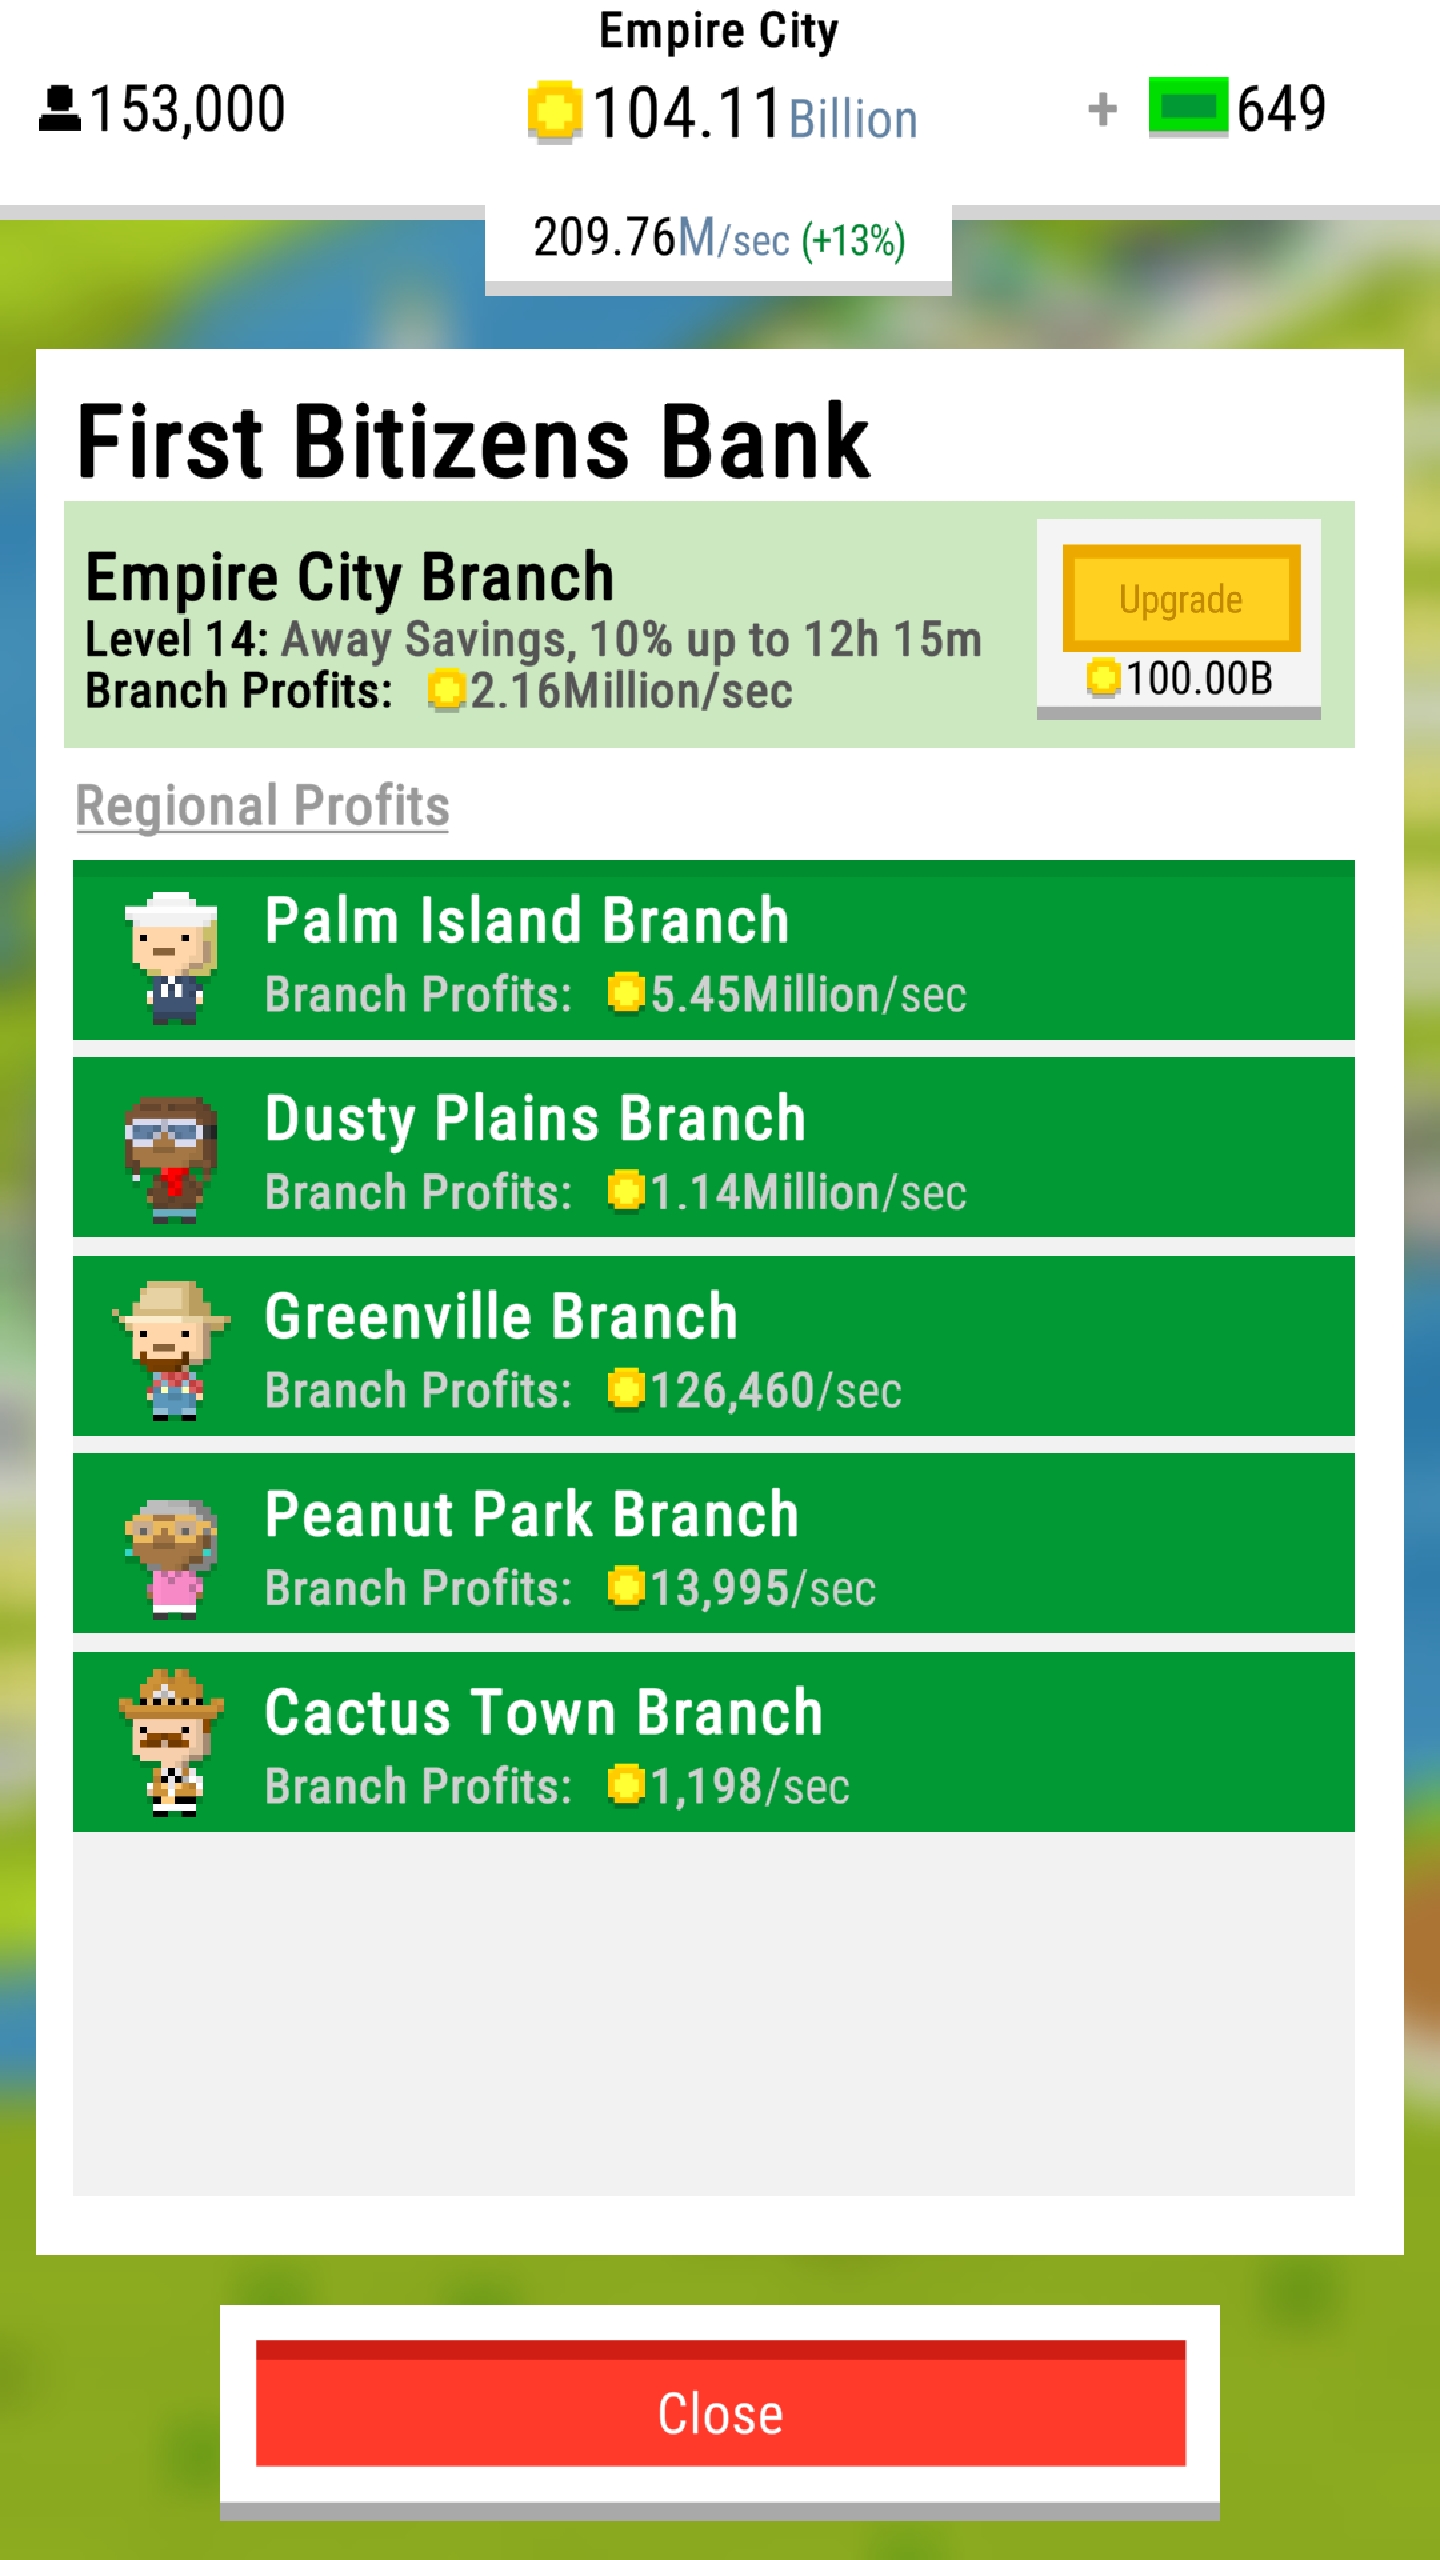 Empire City
153,000 104.11Billion + 649
209.76M/sec (+13%)
First Bitizens Bank
Empire City Branch
Level 14: Away Savings, 10% up to 12h 15m
Branch Profits: 2.16Million/sec
Upgrade
100.00B
Regional Profits
Palm Island Branch
Branch Profits: 5.45Million/sec
Dusty Plains Branch
Branch Profits: 1.14Million/sec
Greenville Branch
Branch Profits: 126,460/sec
Peanut Park Branch
Branch Profits: 13,995/sec
Cactus Town Branch
Branch Profits: 1,198/sec
Close